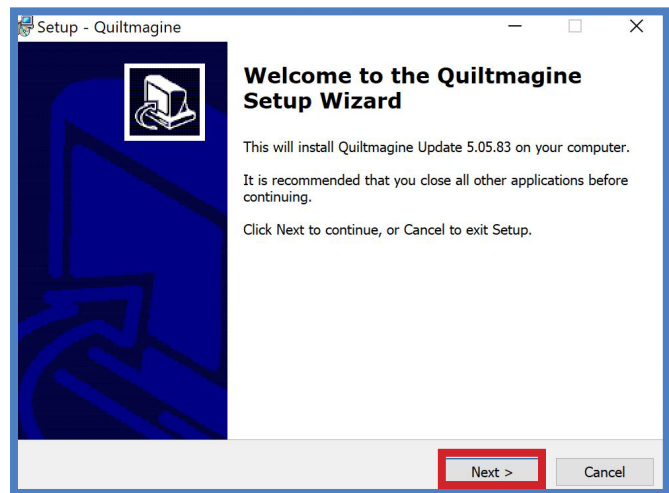 Setup - Quiltmagine
Welcome to the Quiltmagine
Setup Wizard
This will install Quiltmagine Update 5.05.83 on your computer.
It is recommended that you close all other applications before
continuing.
Click Next to continue, or Cancel to exit Setup.
Next >
Cancel